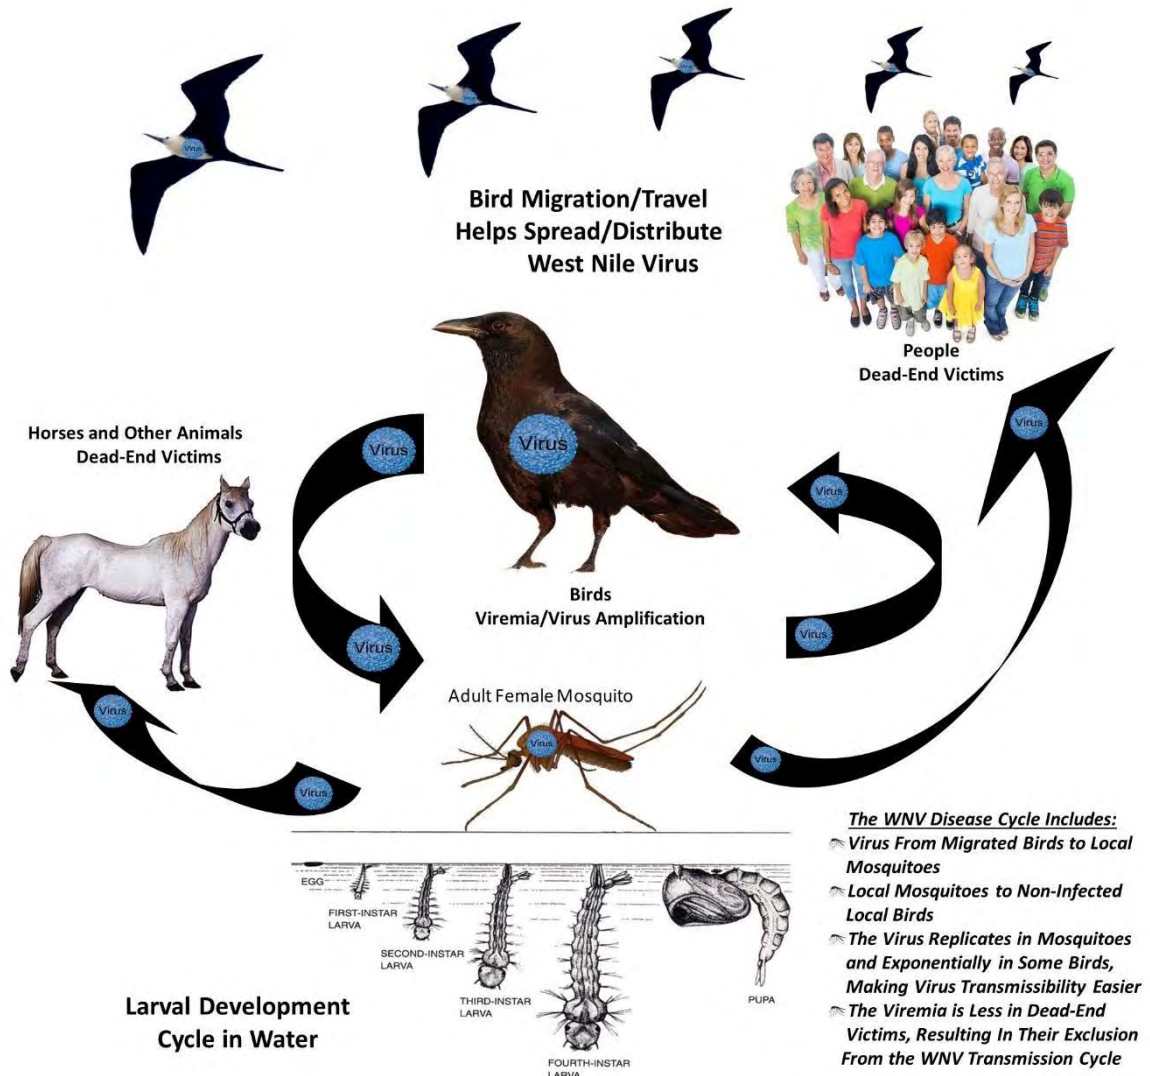 Virus
Virus
Virus
Virus
Virus
Bird Migration/Travel
Helps Spread/Distribute
West Nile Virus
People
Dead-End Victims
Horses and Other Animals
Dead-End Victims
Virus
Virus
Virus
Virus
Virus
Virus
Birds
Viremia/Virus Amplification
Adult Female Mosquito
Virus
Virus
Virus
Virus
EGG
FIRST-INSTAR
LARVA
SECOND-INSTAR
LARVA
THIRD-INSTAR
LARVA
FOURTH-INSTAR
LARVA
PUPA
Larval Development
Cycle in Water
The WNV Disease Cycle Includes:
Virus From Migrated Birds to Local
Mosquitoes
Local Mosquitoes to Non-Infected
Local Birds
The Virus Replicates in Mosquitoes
and Exponentially in Some Birds,
Making Virus Transmissibility Easier
The Viremia is Less in Dead-End
Victims, Resulting In Their Exclusion
From the WNV Transmission Cycle